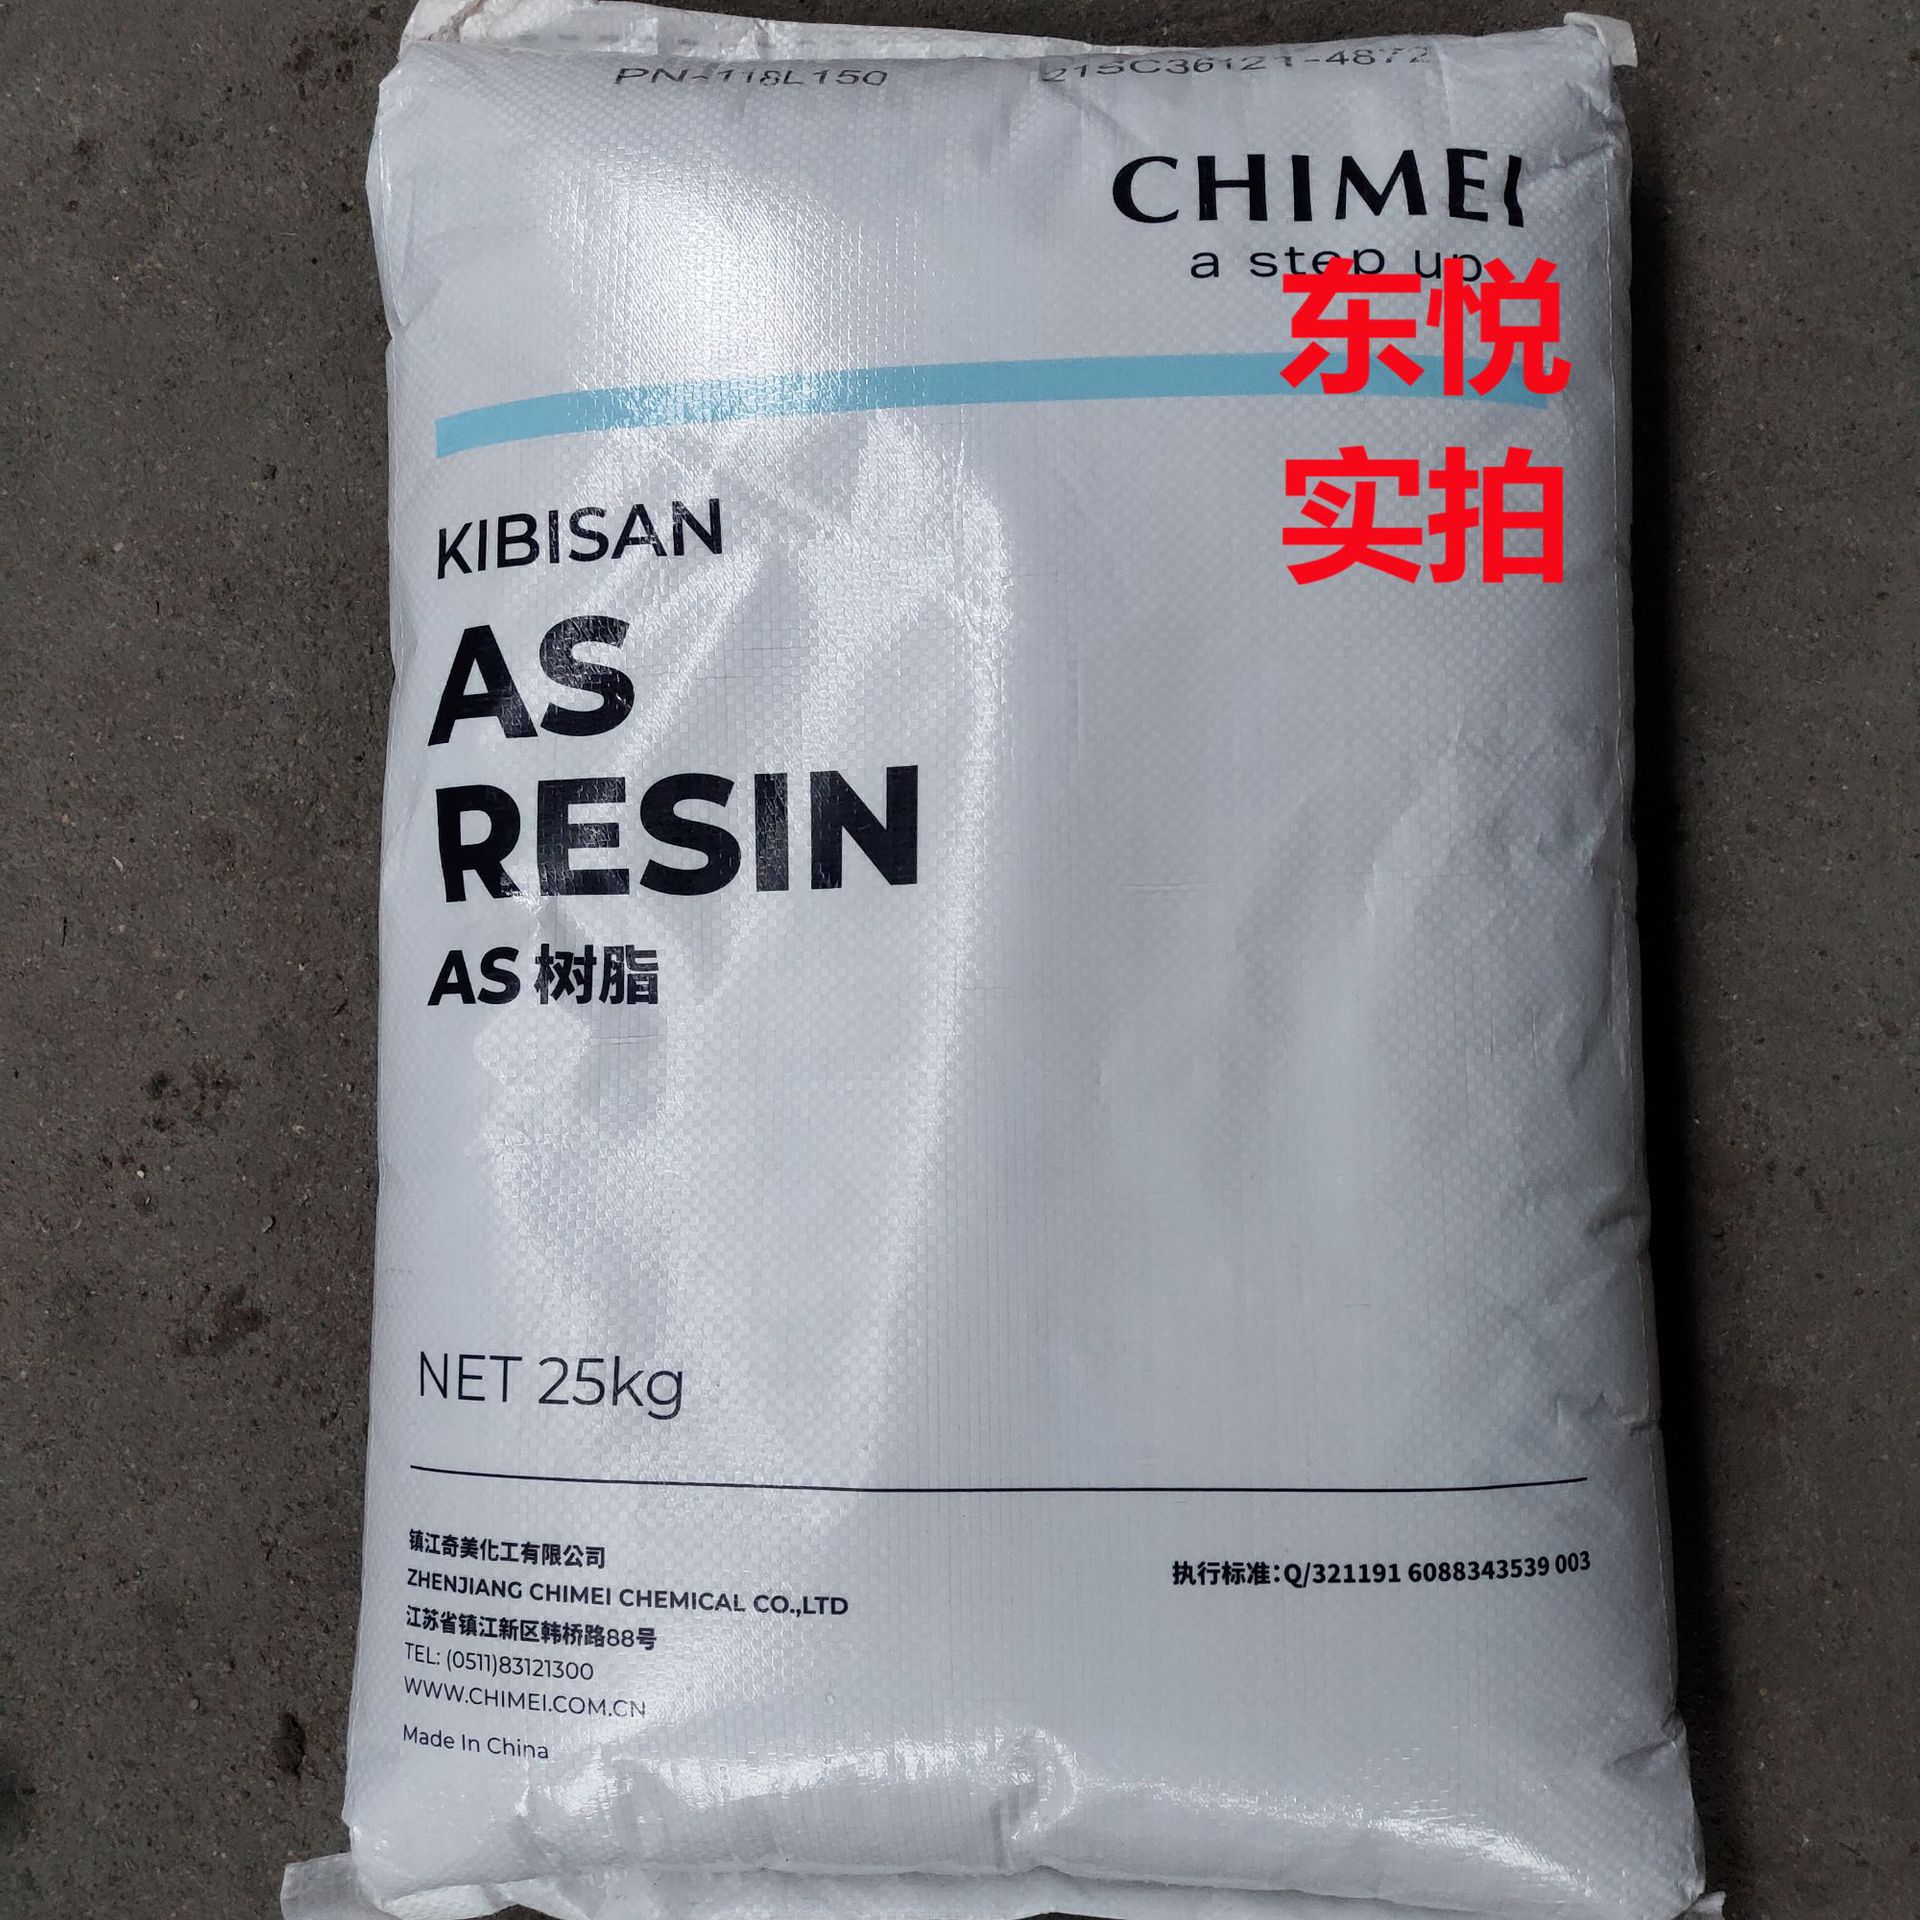 PN-118L150 21SC36121-4872
CHIMEI
a step up
东悦
实拍
KIBISAN
AS
RESIN
AS 树脂
NET 25kg
镇江奇美化工有限公司
ZHENJIANG CHIMEI CHEMICAL CO.,LTD
江苏省镇江新区韩桥路88号
TEL: (0511)83121300
WWW.CHIMEI.COM.CN
Made In China
执行标准：Q/321191 6088343539 003